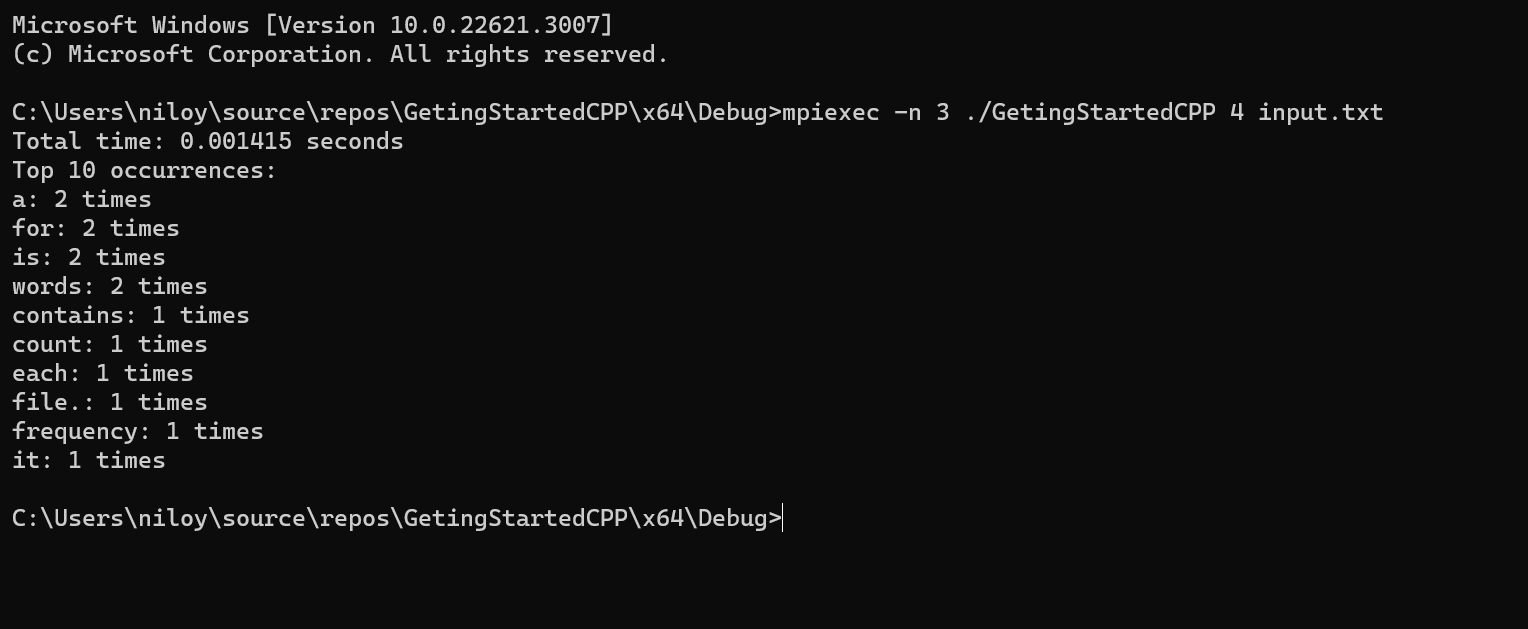 Microsoft Windows [Version 10.0.22621.3007]
(c) Microsoft Corporation. All rights reserved.
C:\Users\niloy\source\repos\GetingStartedCPP\x64\Debug>mpiexec -n 3 ./GetingStartedCPP 4 input.txt
Total time: 0.001415 seconds
Top 10 occurrences:
a: 2 times
for: 2 times
is: 2 times
words: 2 times
contains: 1 times
count: 1 times
each: 1 times
file.: 1 times
frequency: 1 times
it: 1 times
C:\Users\niloy\source\repos\GetingStartedCPP\x64\Debug>